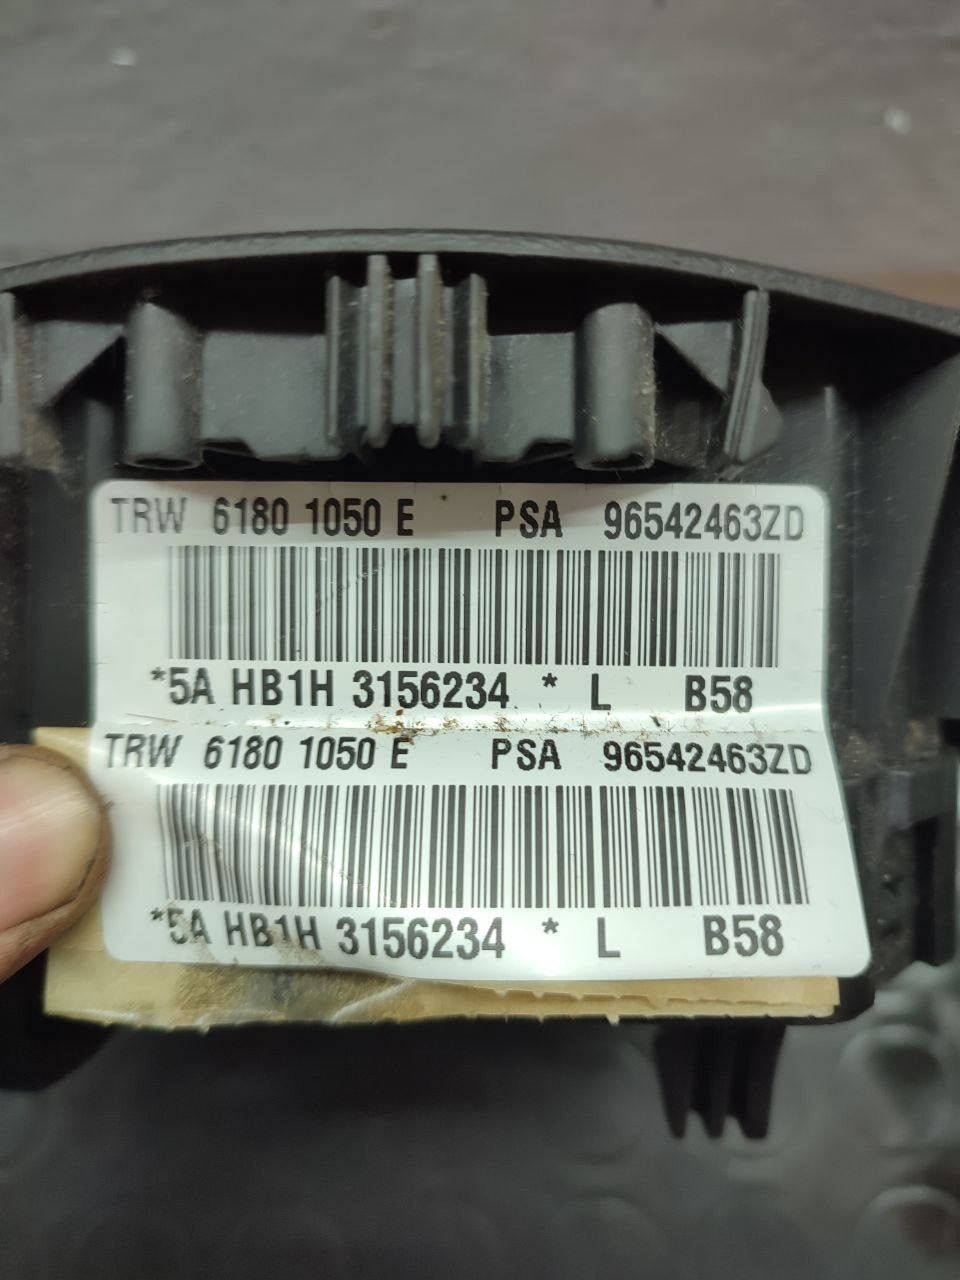 TRW 6180 1050 E PSA 96542463ZD
*5A HB1H 3156234 * L B58
TRW 6180 1050 E PSA 96542463ZD
*5A HB1H 3156234 * L B58